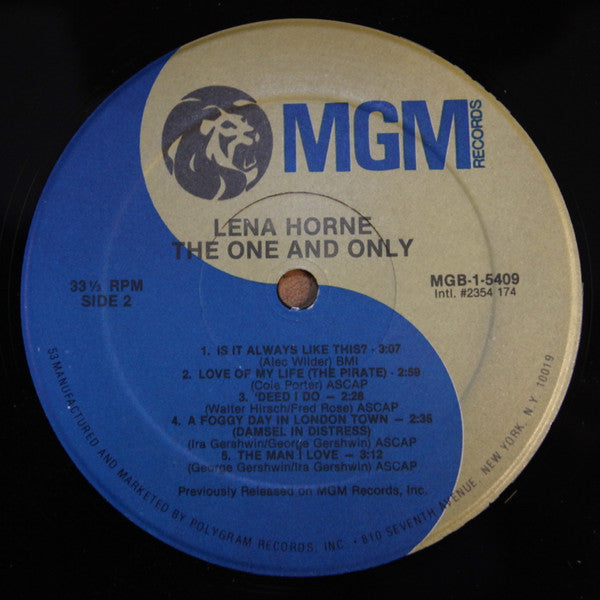 MGM
RECORDS
LENA HORNE
THE ONE AND ONLY
33⅓ RPM
SIDE 2
MGB-1-5409
Intl. #2354 174
1. IS IT ALWAYS LIKE THIS? - 3:07
(Alec Wilder) BMI
2. LOVE OF MY LIFE (THE PIRATE) - 2:59
(Cole Porter) ASCAP
3. 'DEED I DO — 2:28
(Walter Hirsch/Fred Rose) ASCAP
4. A FOGGY DAY IN LONDON TOWN — 2:35
(DAMSEL IN DISTRESS)
(Ira Gershwin/George Gershwin) ASCAP
5. THE MAN I LOVE — 3:12
(George Gershwin/Ira Gershwin) ASCAP
Previously Released on MGM Records, Inc.
53 MANUFACTURED AND MARKETED BY POLYGRAM RECORDS, INC. • 810 SEVENTH AVENUE, NEW YORK, N.Y. 10019